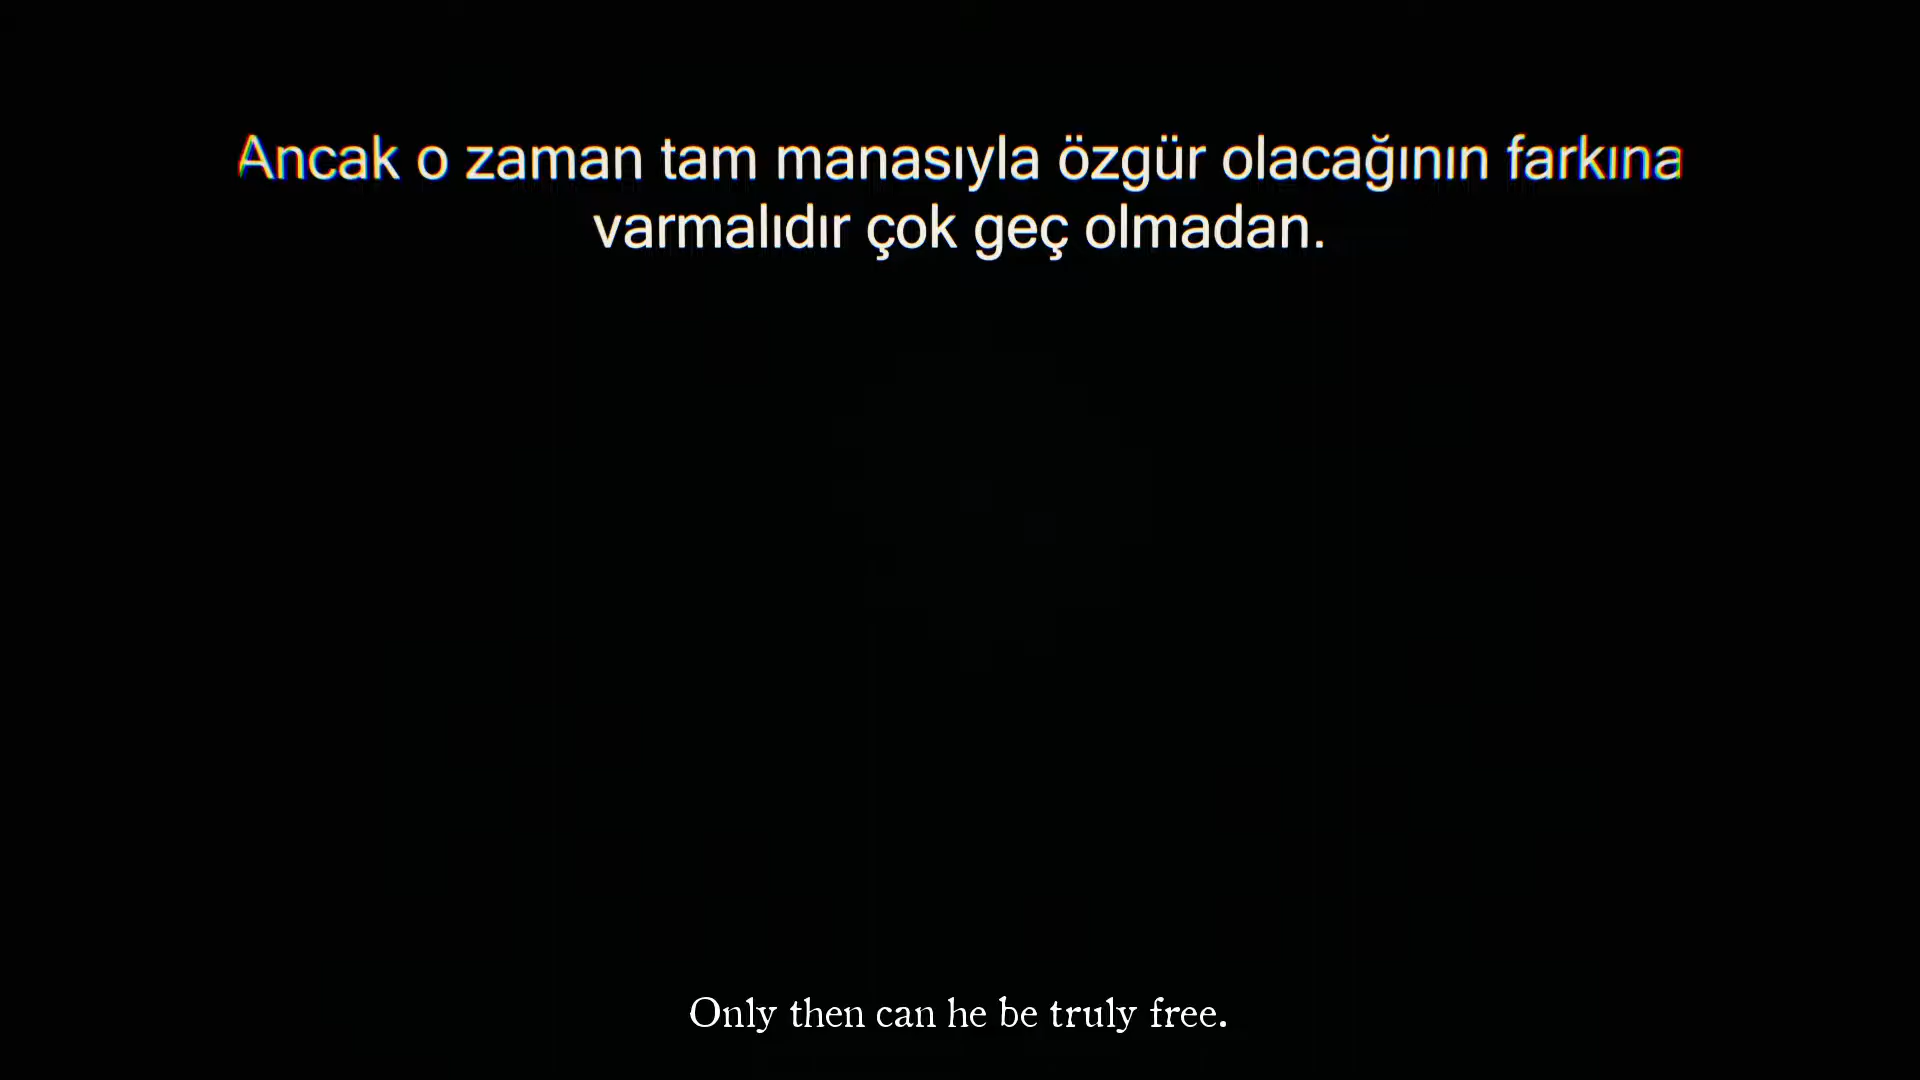 Ancak o zaman tam manasıyla özgür olacağının farkına
varmalıdır çok geç olmadan.
Only then can he be truly free.